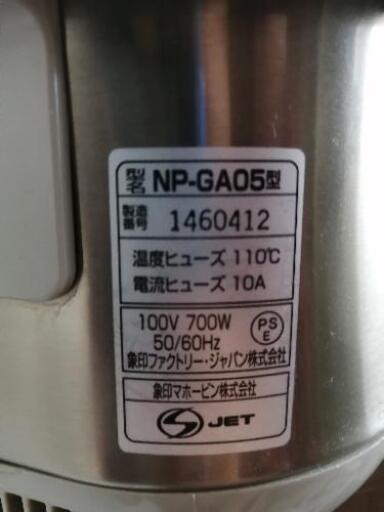 型名 NP-GA05型
製造番号 1460412
温度ヒューズ 110℃
電流ヒューズ 10A
100V 700W
50/60Hz
PS
E
象印ファクトリー・ジャパン株式会社
象印マホービン株式会社
JET